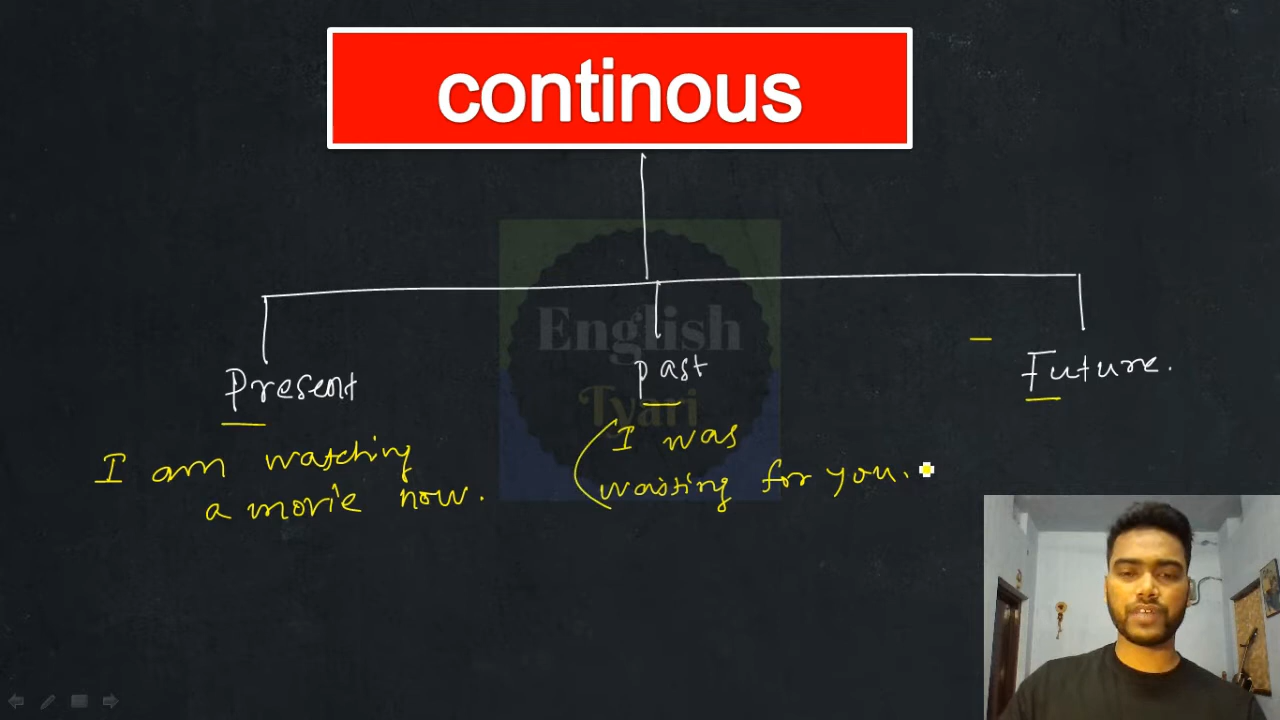 continous
English
Tyari
Present
past
Future.
I am watching
a movie now.
I was
waiting for you.